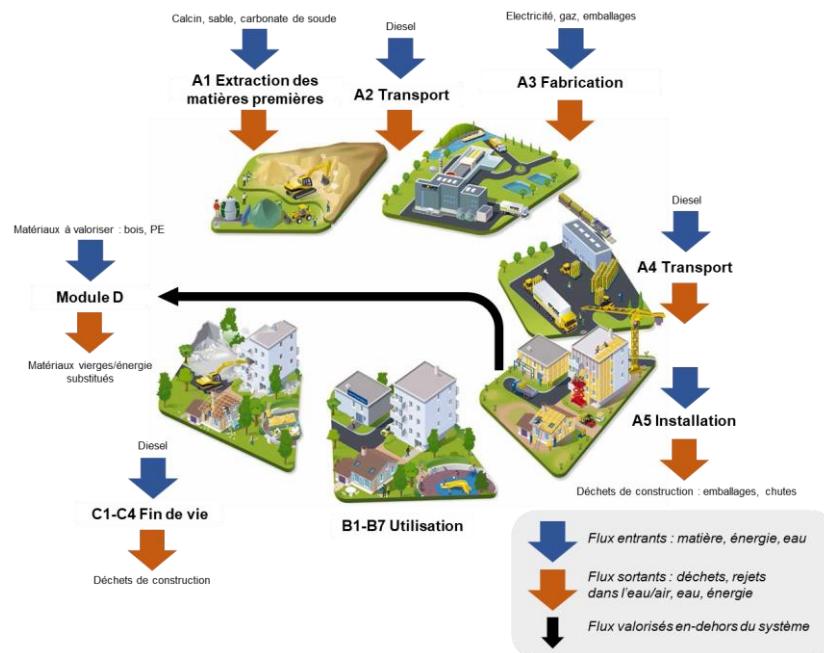 Calcin, sable, carbonate de soude
Diesel
Electricité, gaz, emballages
A1 Extraction des
matières premières
A2 Transport
A3 Fabrication
Diesel
A4 Transport
Matériaux à valoriser : bois, PE
Module D
Matériaux vierges/énergie
substitués
A5 Installation
Déchets de construction : emballages, chutes
Diesel
C1-C4 Fin de vie
Déchets de construction
B1-B7 Utilisation
Flux entrants : matière, énergie, eau
Flux sortants : déchets, rejets
dans l'eau/air, eau, énergie
Flux valorisés en-dehors du système